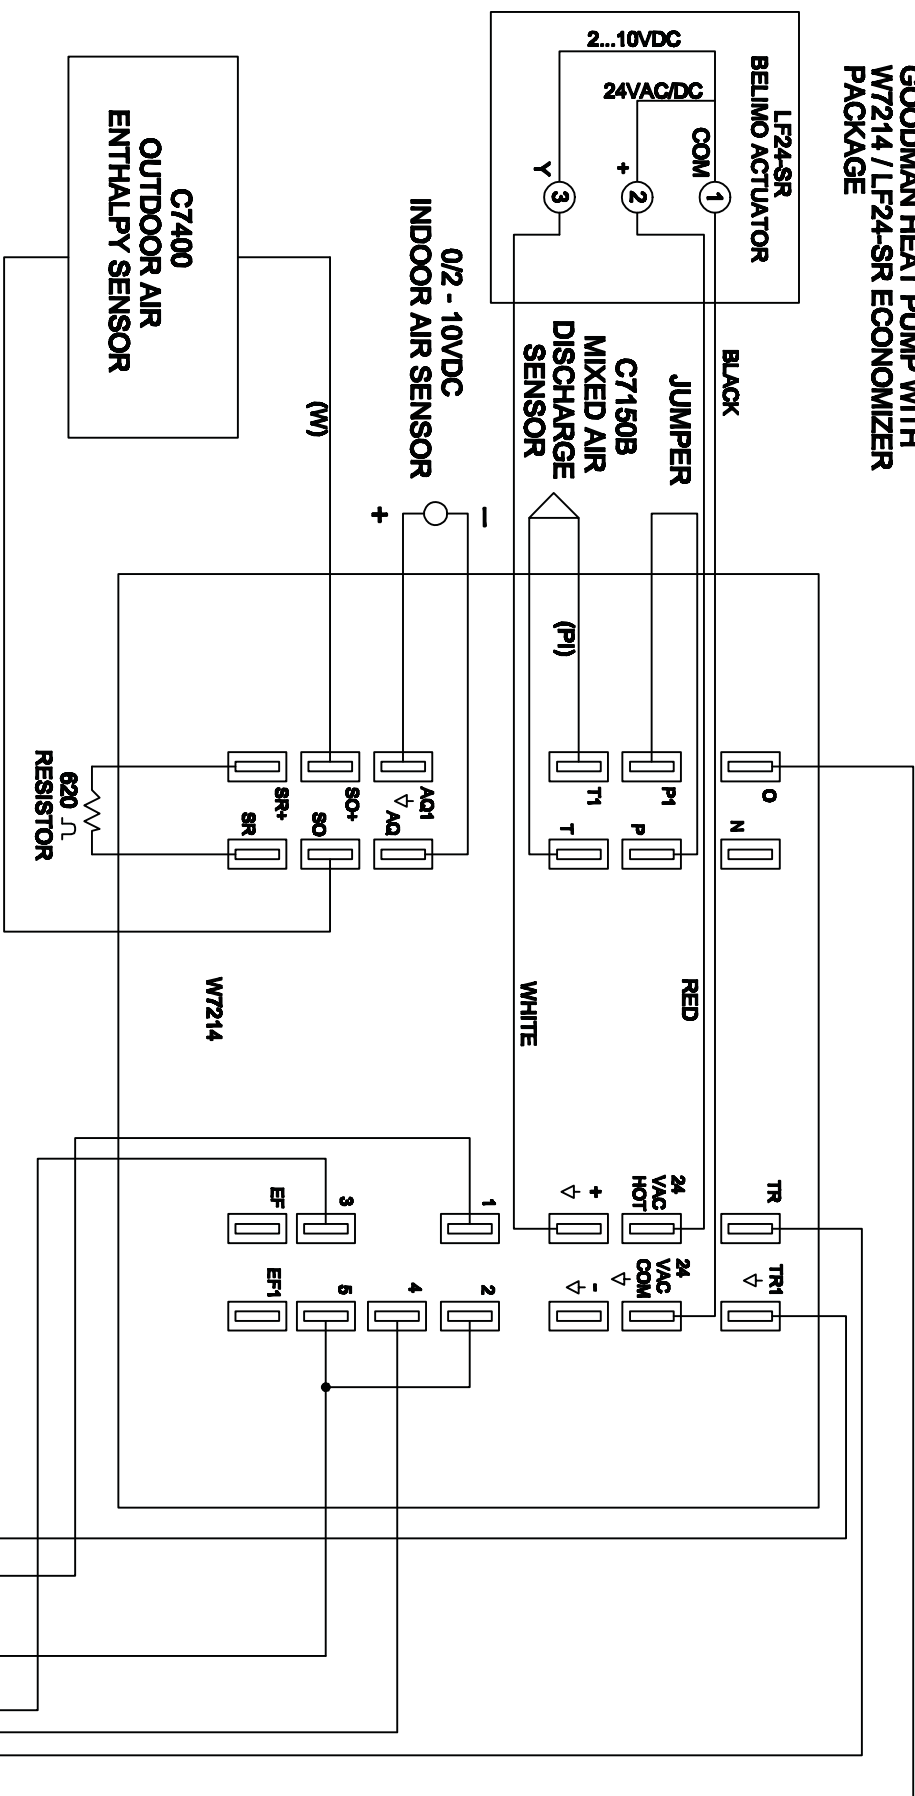 GOODMAN HEAT PUMP WITH
W7214 / LF24-SR ECONOMIZER
PACKAGE
LF24-SR
BELIMO ACTUATOR
2...10VDC
24VAC/DC
COM
+
Y
1
2
3
BLACK
JUMPER
C7150B
MIXED AIR
DISCHARGE
SENSOR
0/2 - 10VDC
INDOOR AIR SENSOR
–
+
C7400
OUTDOOR AIR
ENTHALPY SENSOR
(W)
(PI)
O
N
P1
P
T1
T
AQ1
AQ
SO+
SO
SR+
SR
620
RESISTOR
RED
WHITE
W7214
TR
TR1
24
VAC
HOT
24
VAC
COM
+
-
1
2
4
3
5
EF
EF1